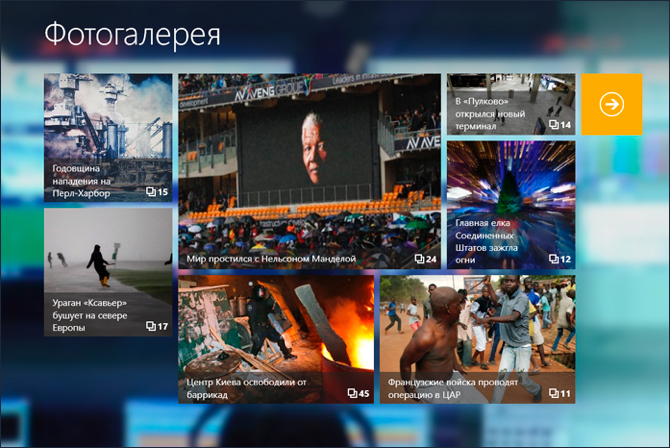 Фотогалерея
Годовщина
нападения на
Перл-Харбор
15
Leaders in infrastruct
development
AVENG GROUP
AVENG
Мир простился с Нельсоном Манделой
24
В «Пулково»
открылся новый
терминал
14
Главная елка
Соединенных
Штатов зажгла
огни
12
Ураган «Ксавьер»
бушует на севере
Европы
17
Центр Киева освободили от
баррикад
45
Французские войска проводят
операцию в ЦАР
11